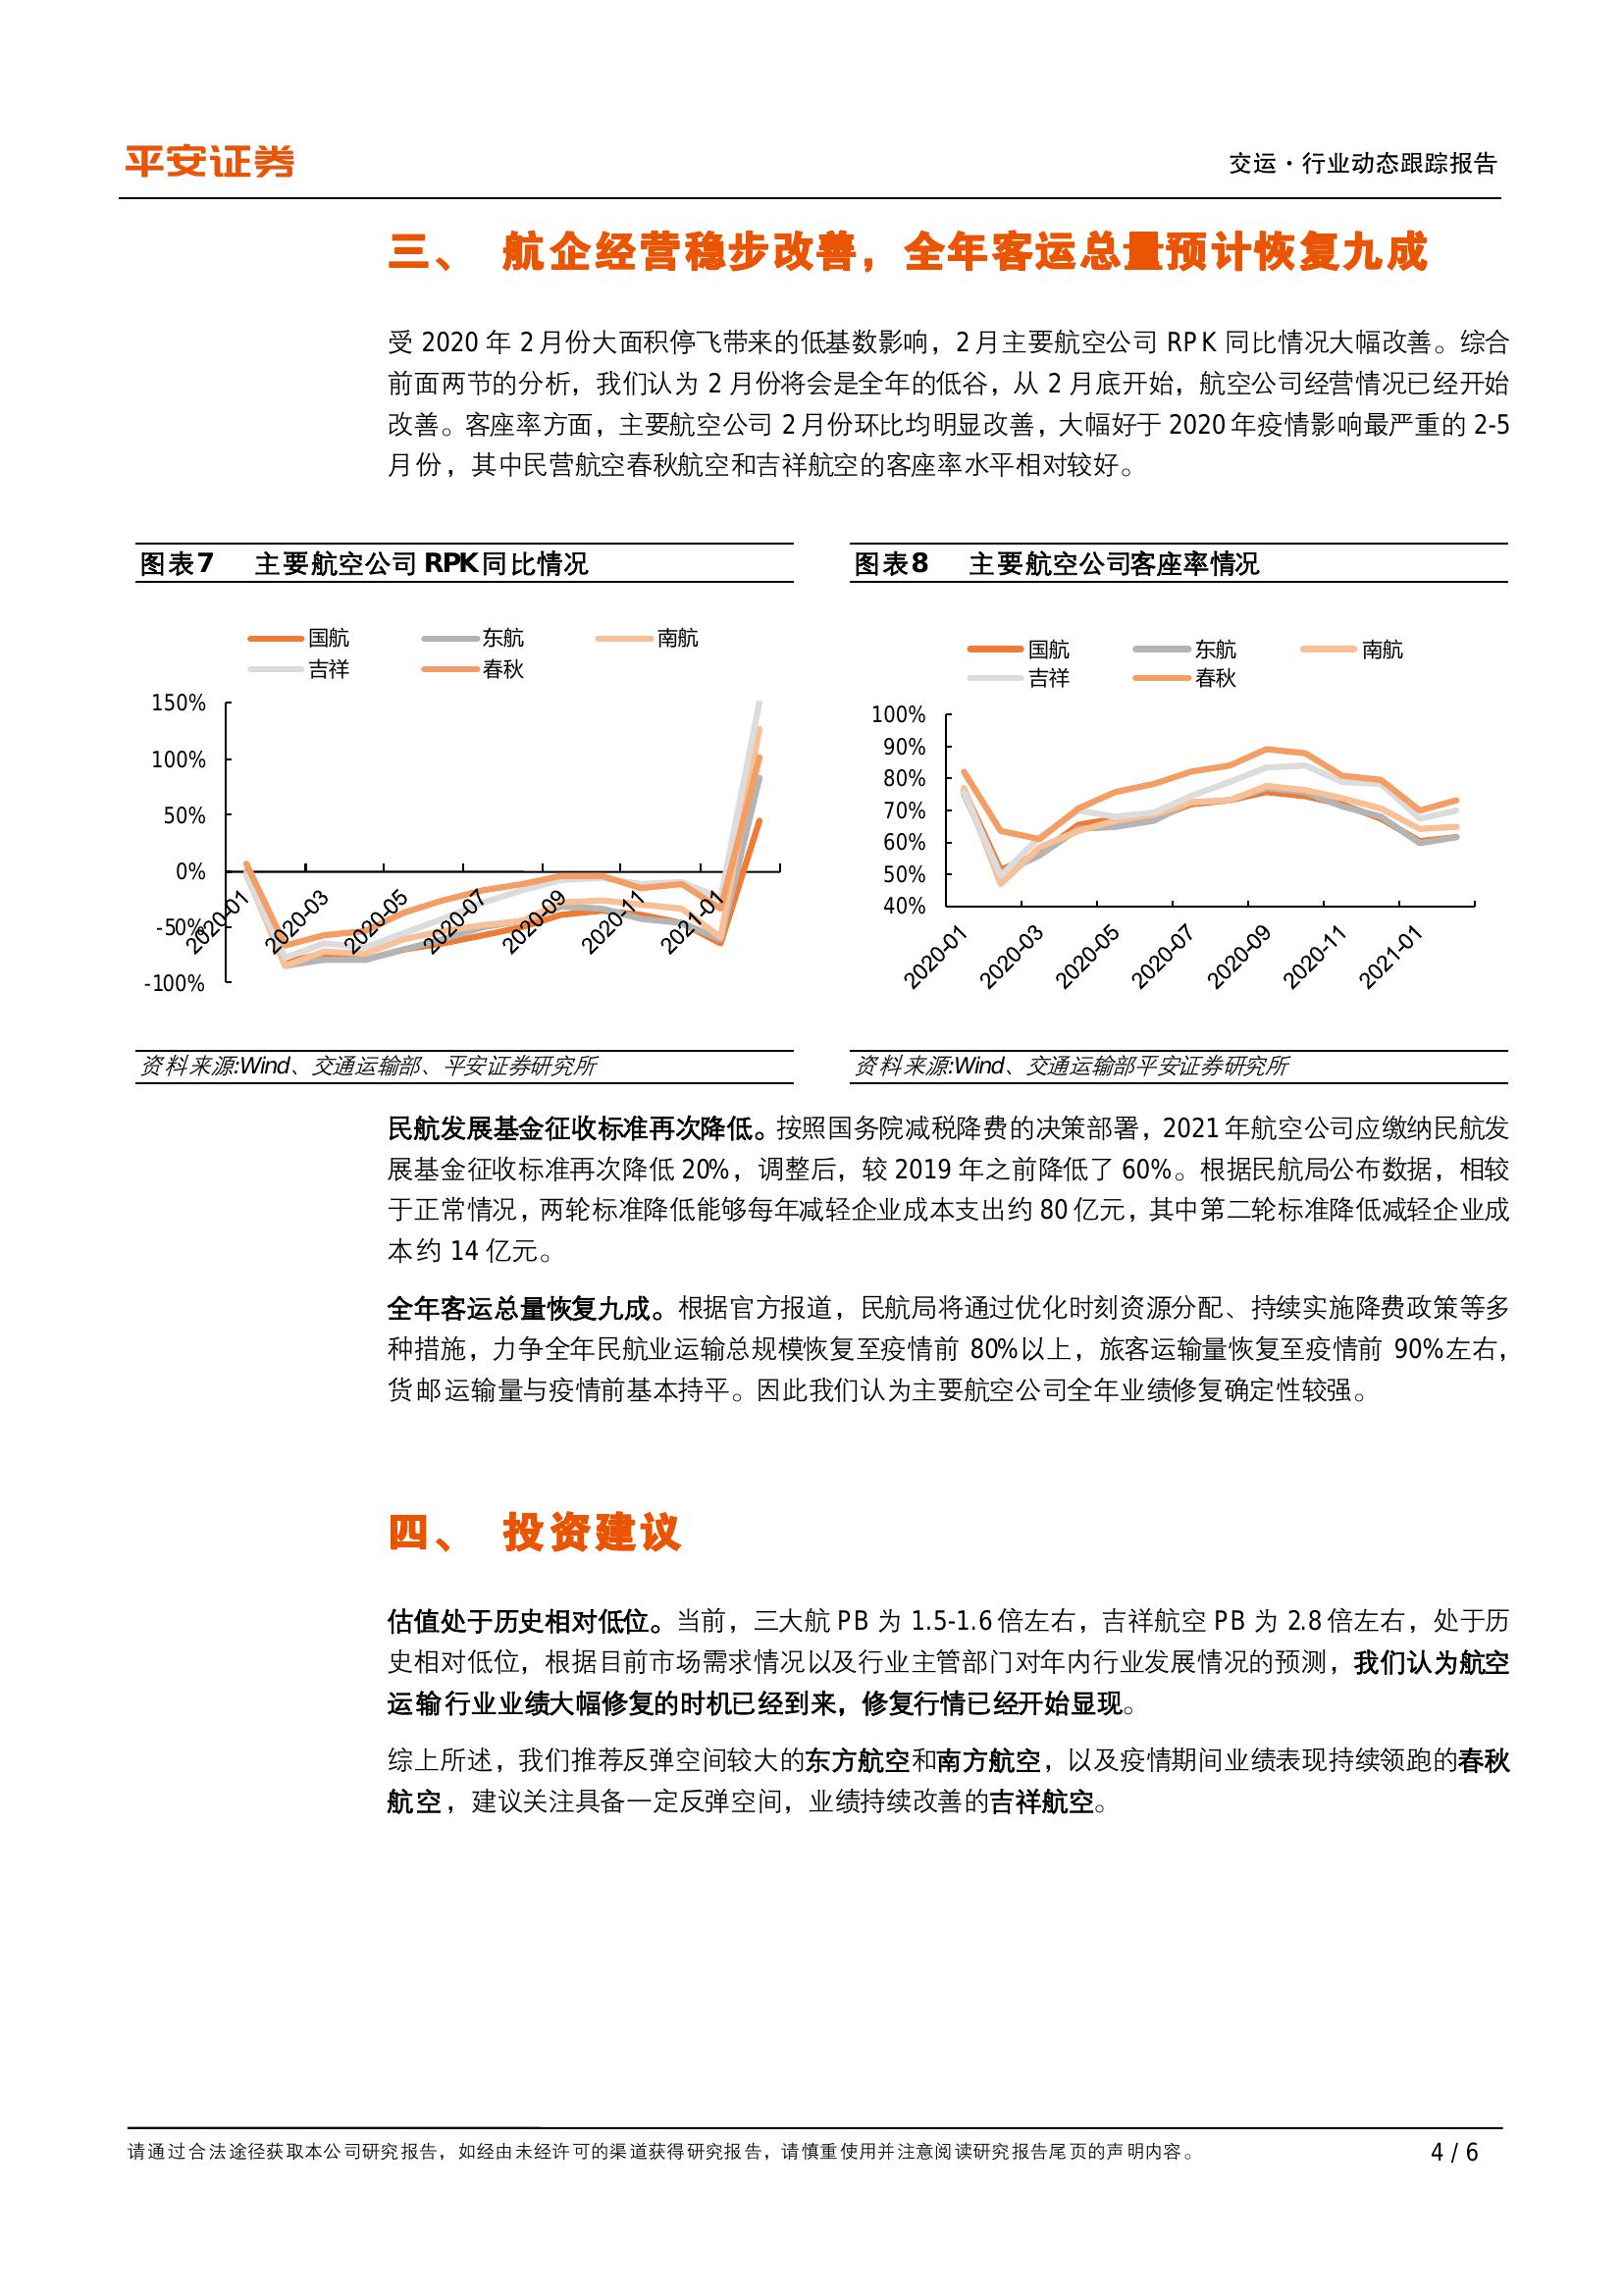 平安证券
交运·行业动态跟踪报告
三、 航企经营稳步改善，全年客运总量预计恢复九成
受 2020 年 2 月份大面积停飞带来的低基数影响，2 月主要航空公司 RPK 同比情况大幅改善。综合
前面两节的分析，我们认为 2 月份将会是全年的低谷，从 2 月底开始，航空公司经营情况已经开始
改善。客座率方面，主要航空公司 2 月份环比均明显改善，大幅好于 2020 年疫情影响最严重的 2-5
月份，其中民营航空春秋航空和吉祥航空的客座率水平相对较好。
图表7 主要航空公司 RPK 同比情况
国航 东航 南航
吉祥 春秋
150%
100%
50%
0%
-50%
-100%
2020-01 2020-03 2020-05 2020-07 2020-09 2020-11 2021-01
资料来源:Wind、交通运输部、平安证券研究所
图表8 主要航空公司客座率情况
国航 东航 南航
吉祥 春秋
100%
90%
80%
70%
60%
50%
40%
2020-01 2020-03 2020-05 2020-07 2020-09 2020-11 2021-01
资料来源:Wind、交通运输部平安证券研究所
民航发展基金征收标准再次降低。按照国务院减税降费的决策部署，2021 年航空公司应缴纳民航发
展基金征收标准再次降低 20%，调整后，较 2019 年之前降低了 60%。根据民航局公布数据，相较
于正常情况，两轮标准降低能够每年减轻企业成本支出约 80 亿元，其中第二轮标准降低减轻企业成
本约 14 亿元。
全年客运总量恢复九成。根据官方报道，民航局将通过优化时刻资源分配、持续实施降费政策等多
种措施，力争全年民航业运输总规模恢复至疫情前 80%以上，旅客运输量恢复至疫情前 90%左右，
货邮运输量与疫情前基本持平。因此我们认为主要航空公司全年业绩修复确定性较强。
四、 投资建议
估值处于历史相对低位。当前，三大航 PB 为 1.5-1.6 倍左右，吉祥航空 PB 为 2.8 倍左右，处于历
史相对低位，根据目前市场需求情况以及行业主管部门对年内行业发展情况的预测，我们认为航空
运输行业业绩大幅修复的时机已经到来，修复行情已经开始显现。
综上所述，我们推荐反弹空间较大的东方航空和南方航空，以及疫情期间业绩表现持续领跑的春秋
航空，建议关注具备一定反弹空间，业绩持续改善的吉祥航空。
请通过合法途径获取本公司研究报告，如经由未经许可的渠道获得研究报告，请慎重使用并注意阅读研究报告尾页的声明内容。
4 / 6